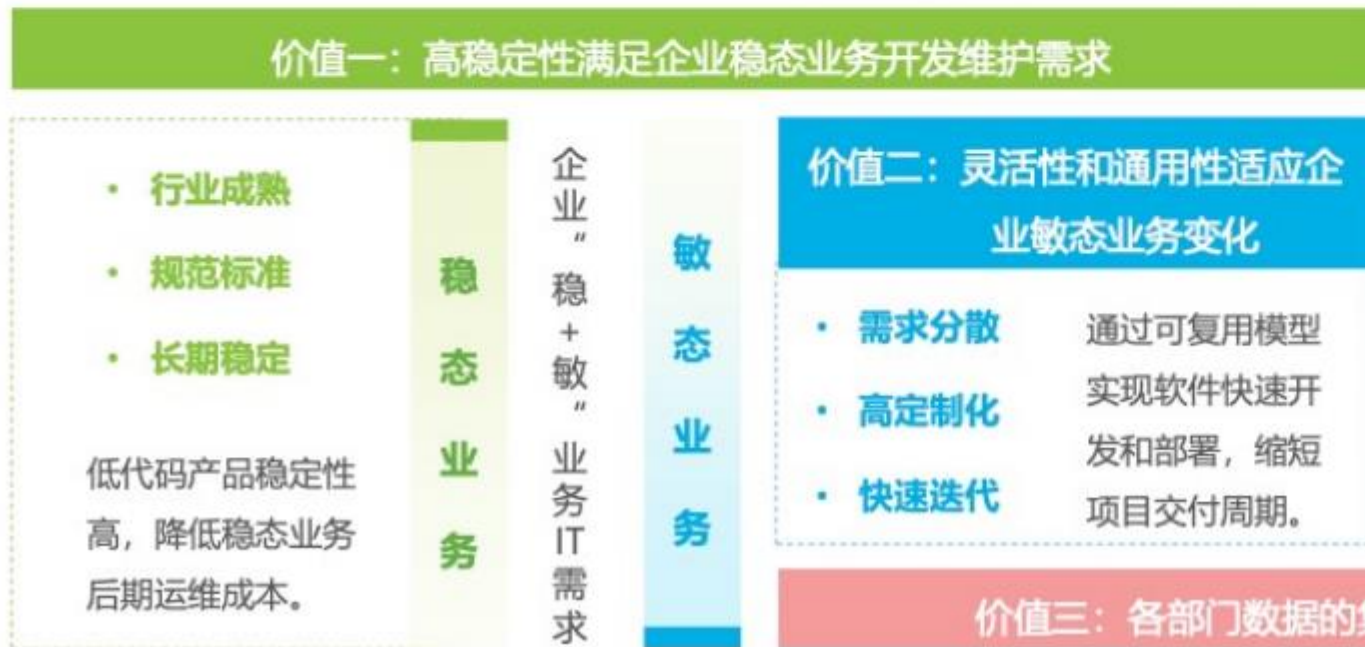 价值一：高稳定性满足企业稳态业务开发维护需求
• 行业成熟
• 规范标准
• 长期稳定
低代码产品稳定性
高，降低稳态业务
后期运维成本。
稳态业务
企业“稳+敏”业务IT需求
敏态业务
价值二：灵活性和通用性适应企
业敏态业务变化
• 需求分散
• 高定制化
• 快速迭代
通过可复用模型
实现软件快速开
发和部署，缩短
项目交付周期。
价值三：各部门数据的